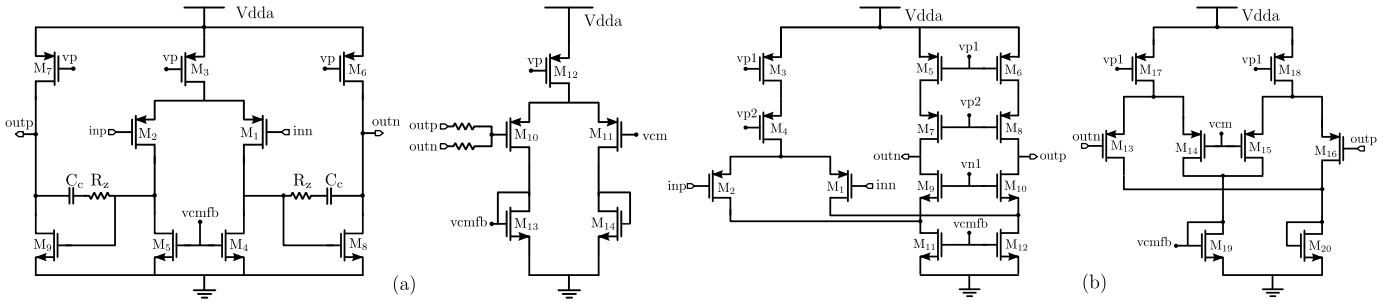 Vdda
vp
M7
vp
M3
vp
M6
outp
outn
inp
M2
M1
inn
Cc
Rz
Rz
Cc
vcmfb
M9
M5
M4
M8
(a)
Vdda
vp
M12
outp
outn
M10
M11
vcm
vcmfb
M13
M14
Vdda
vp1
M3
M5
vp1
M6
vp2
M4
M7
vp2
M8
outn
outp
inp
M2
M1
inn
M9
vn1
M10
vcmfb
M11
M12
(b)
Vdda
vp1
M17
vp1
M18
outn
M13
M14
vcm
M15
M16
outp
vcmfb
M19
M20